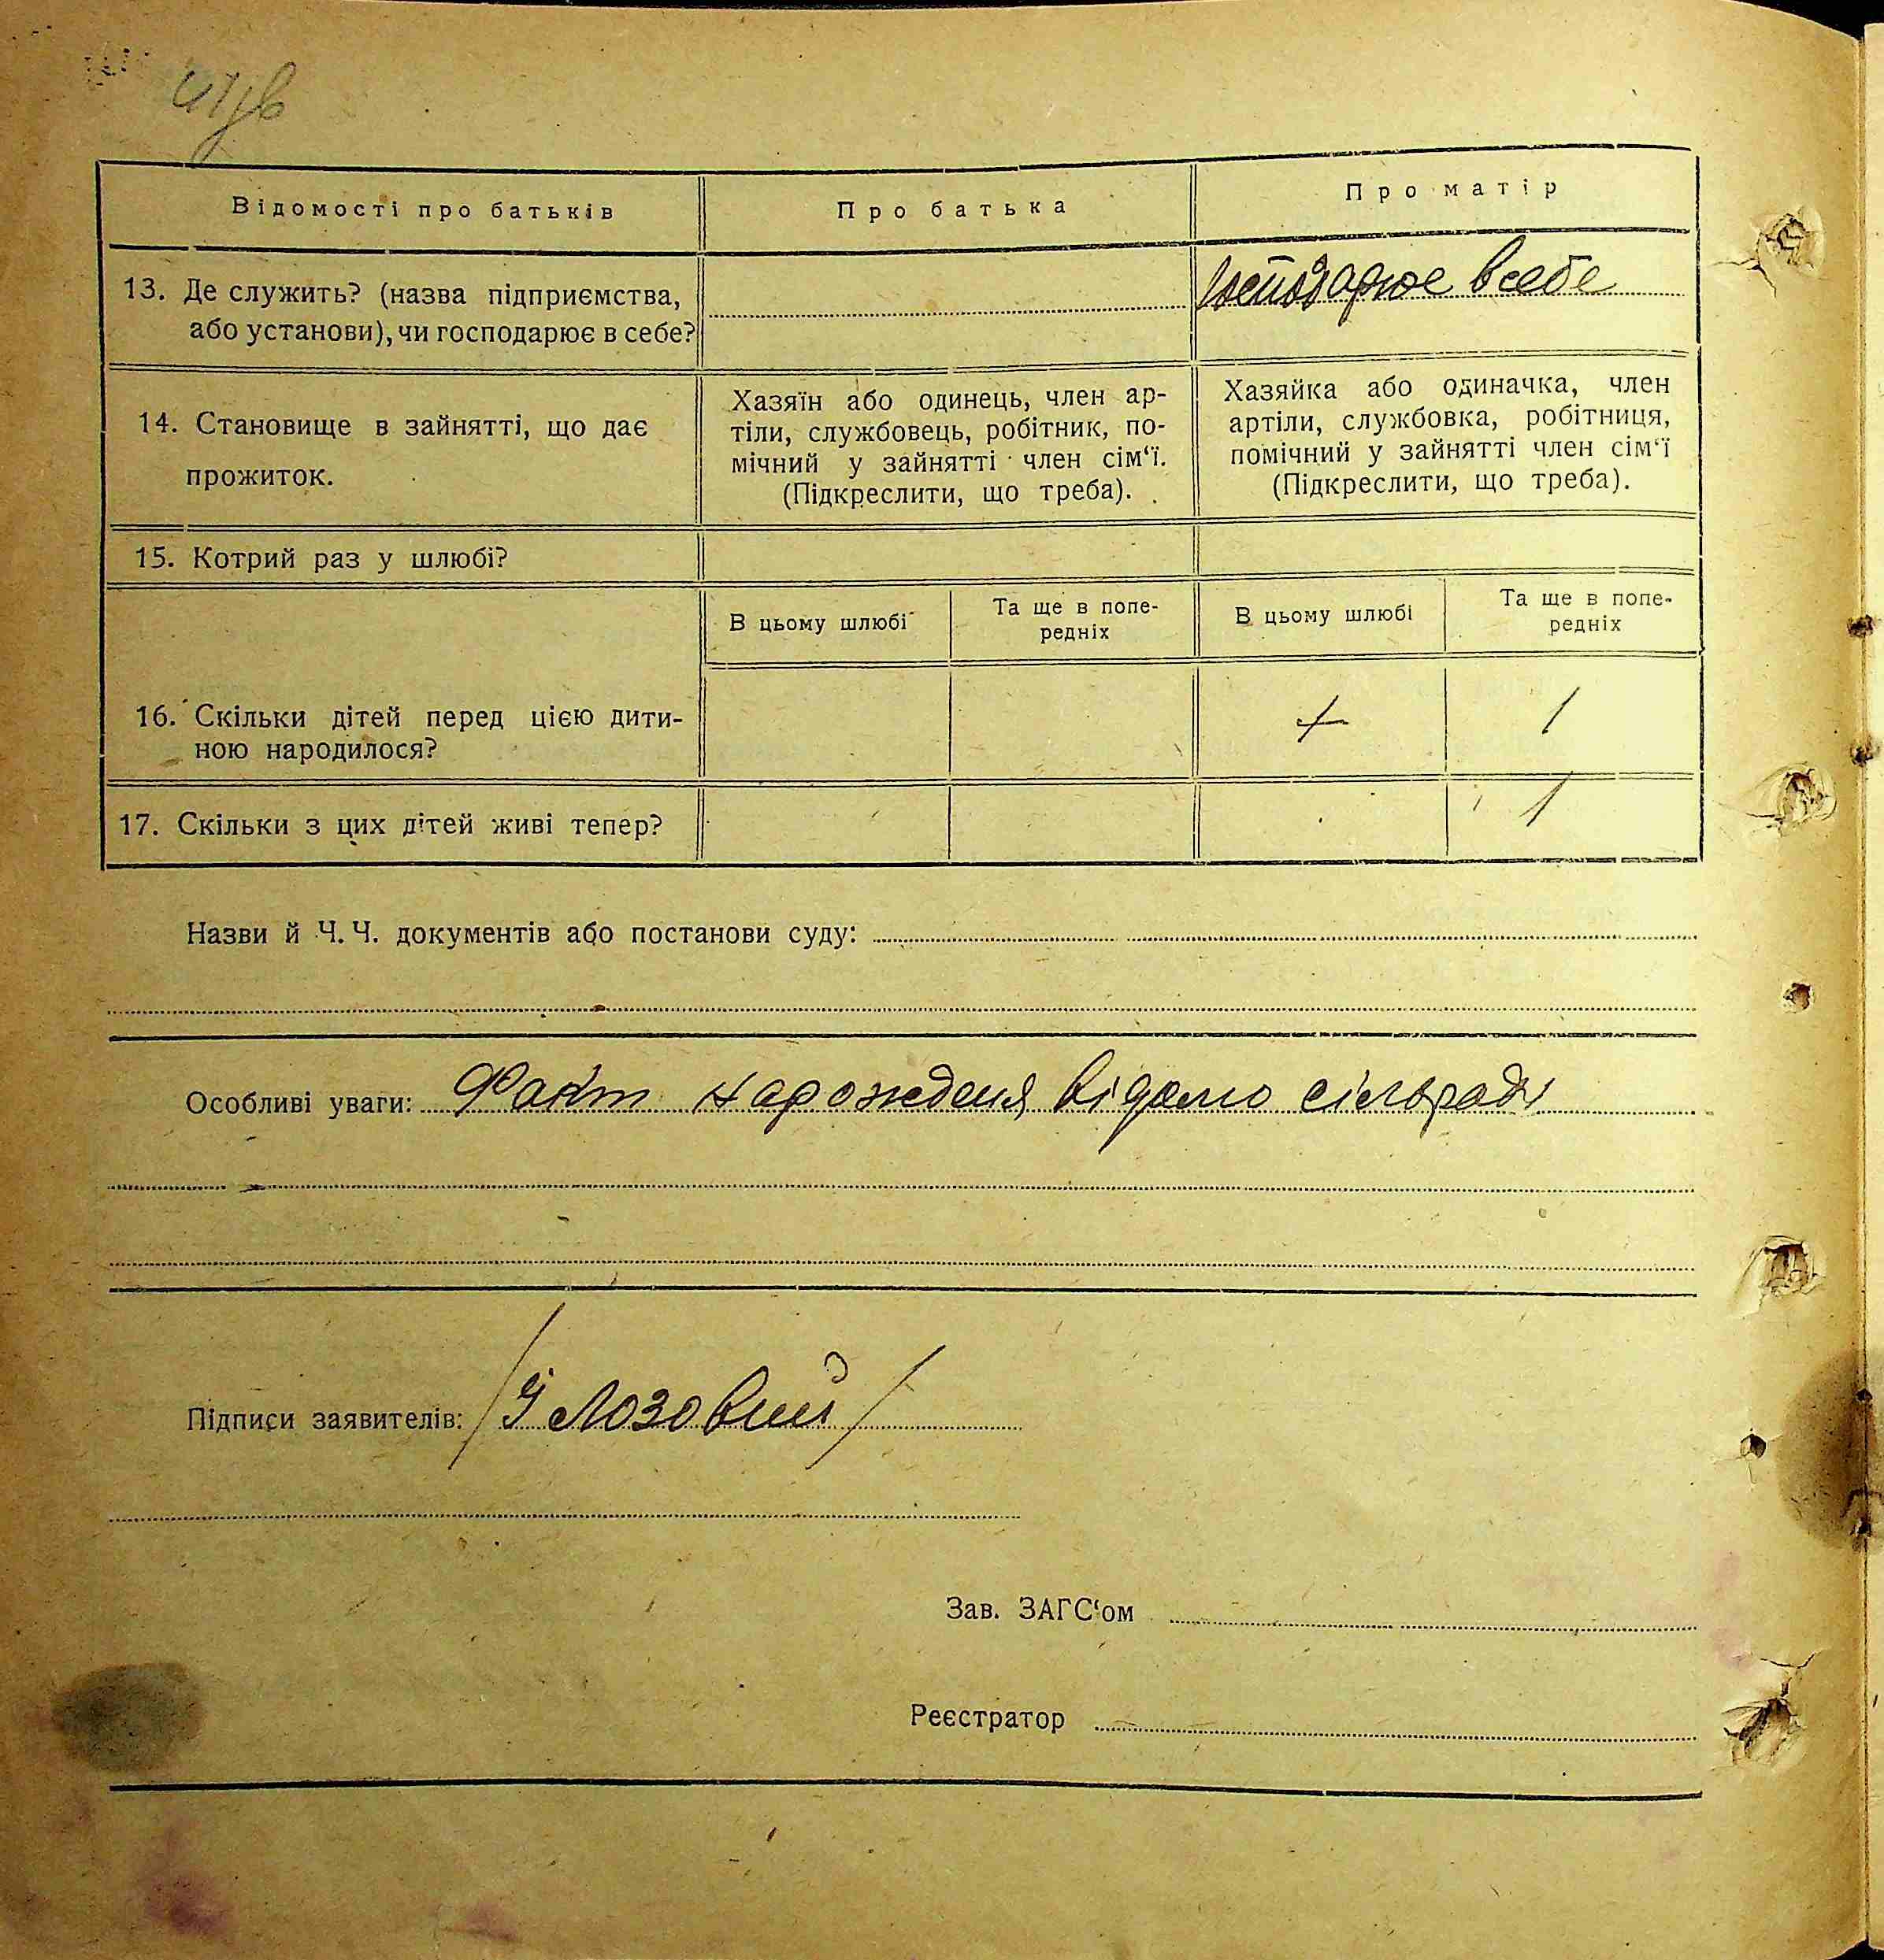 Відомості про батьків
Про батька
Про матір
13. Де служить? (назва підприємства,
або установи), чи господарює в себе?
господарює в себе
14. Становище в зайнятті, що дає
прожиток.
Хазяїн або одинець, член ар-
тіли, службовець, робітник, по-
мічний у зайнятті член сім‘ї.
(Підкреслити, що треба).
Хазяйка або одиначка, член
артіли, службовка, робітниця,
помічний у зайнятті член сім‘ї
(Підкреслити, що треба).
15. Котрий раз у шлюбі?
В цьому шлюбі
Та ще в попе-
редніх
В цьому шлюбі
Та ще в попе-
редніх
16. Скільки дітей перед цією дити-
ною народилося?
+ 1
17. Скільки з цих дітей живі тепер?
1
Назви й Ч. Ч. документів або постанови суду:
Особливі уваги: Факт нарожденя відомо сільраді
Підписи заявителів: / І Лозовий /
Зав. ЗАГС‘ом
Реєстратор